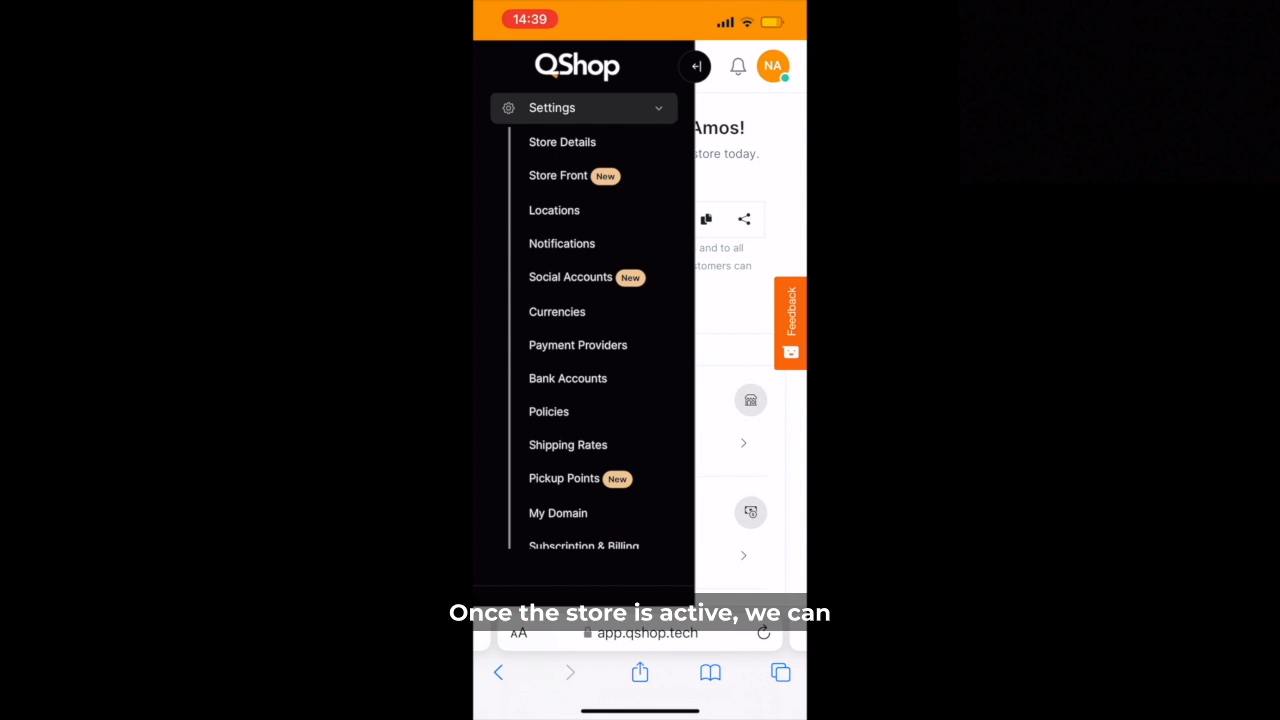 14:39
QShop
NA
Settings
Amos!
Store Details
store today.
Store Front New
Locations
Notifications
and to all
stomers can
Social Accounts New
Feedback
Currencies
Payment Providers
Bank Accounts
Policies
Shipping Rates
Pickup Points New
My Domain
Subscription & Billing
Once the store is active, we can
AA
app.qshop.tech